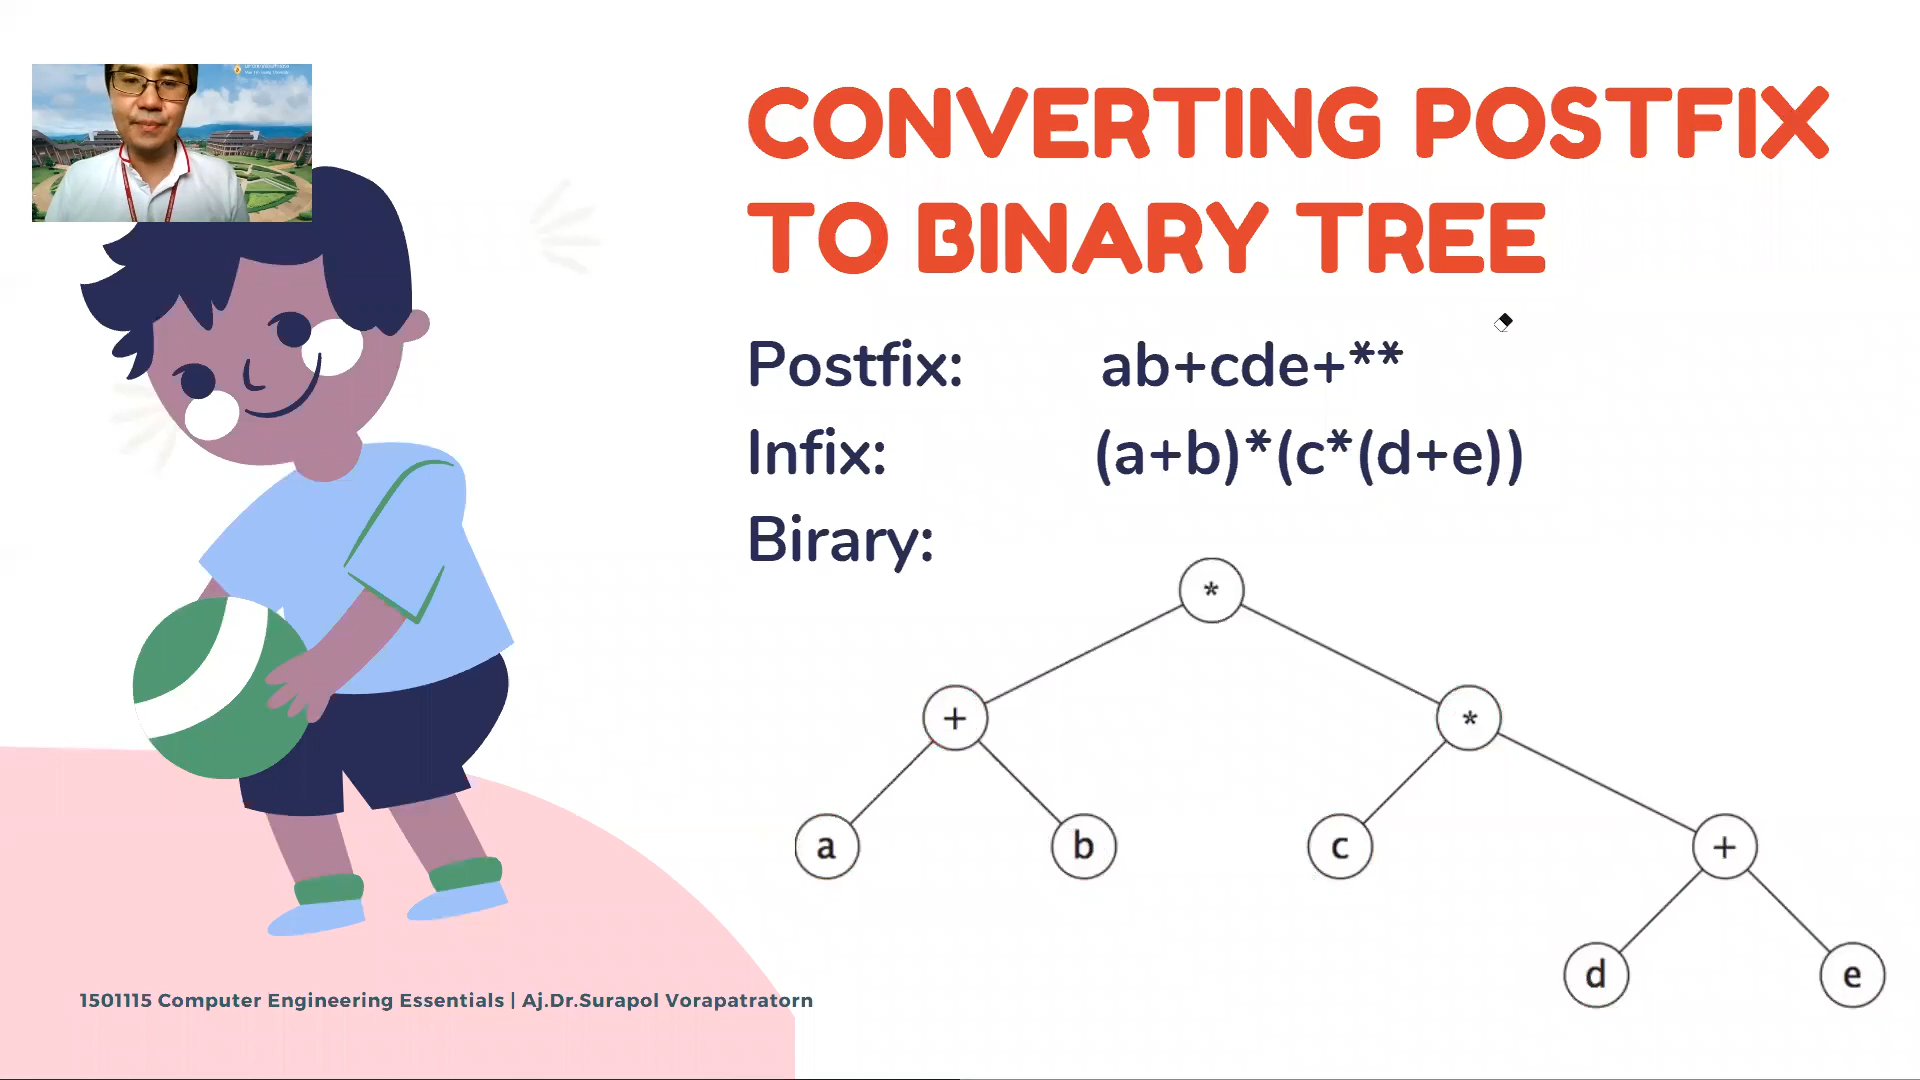 CONVERTING POSTFIX
TO BINARY TREE
Postfix: ab+cde+**
Infix: (a+b)*(c*(d+e))
Birary:
*
+ *
a b c +
d e
1501115 Computer Engineering Essentials | Aj.Dr.Surapol Vorapatratorn